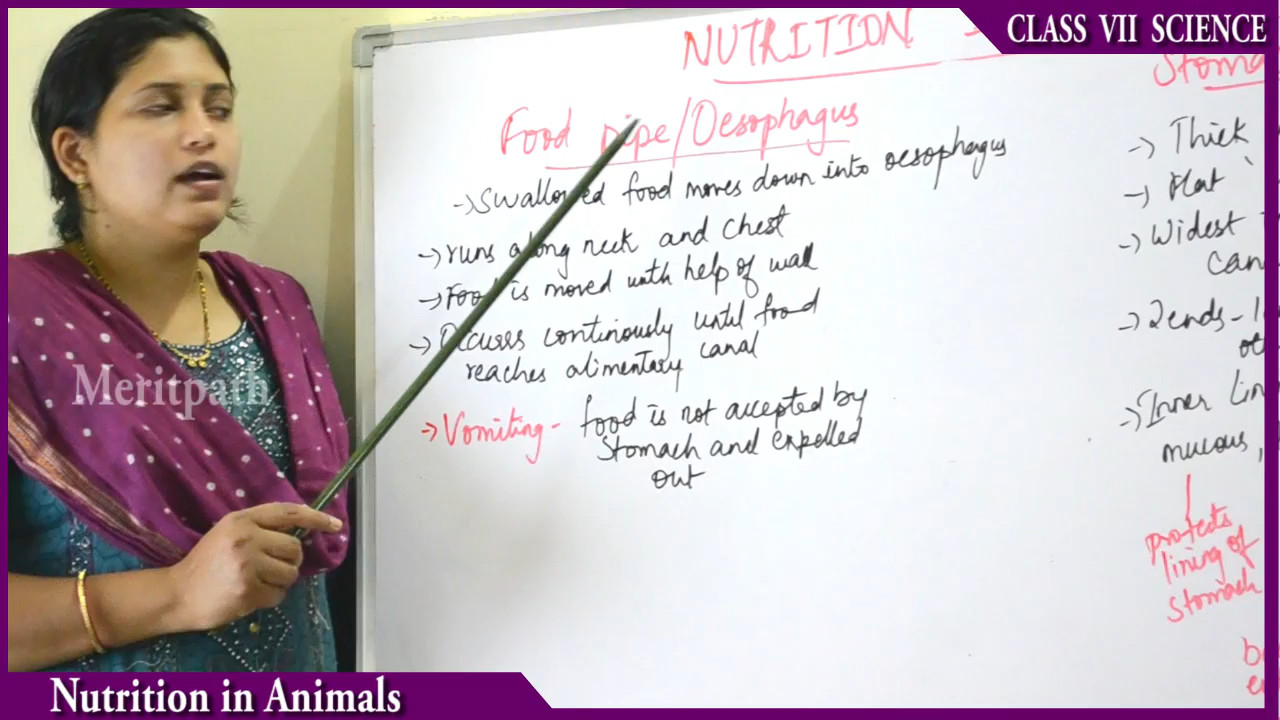 CLASS VII SCIENCE
NUTRITION
Food pipe/Oesophagus
→ Swallowed food moves down into oesophagus
→ runs along neck and chest
→ Food is moved with help of wall
→ Occurs continiously until food
reaches alimentary canal
→ Vomiting - food is not accepted by
Stomach and expelled
out
Stoma
→ Thick
→ Flat
→ Widest
can
→ 2ends -
→ Inner Lin
mucous,
protects
lining of
stomach
Meritpath
Nutrition in Animals